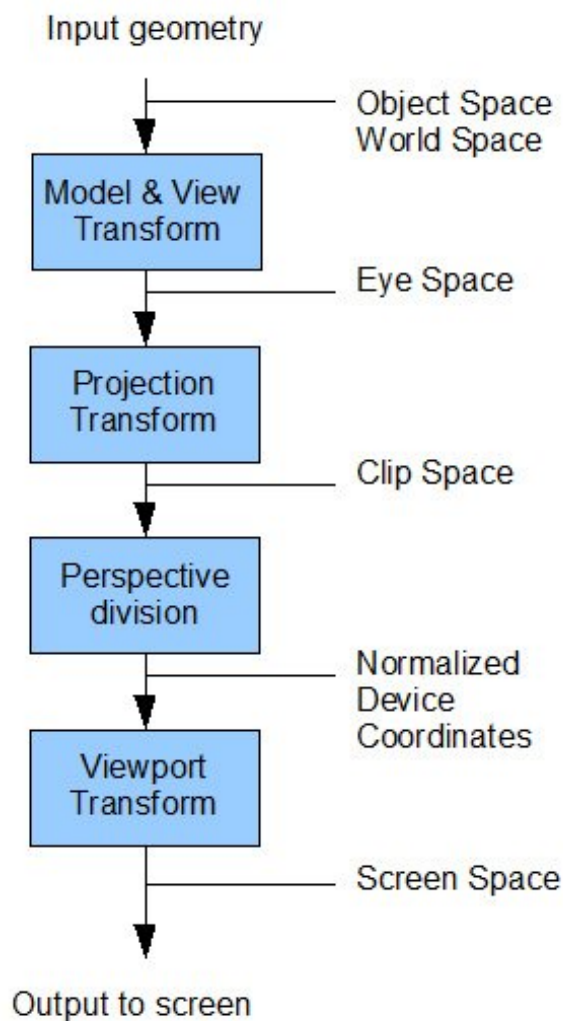 Input geometry
Object Space
World Space
Model & View
Transform
Eye Space
Projection
Transform
Clip Space
Perspective
division
Normalized
Device
Coordinates
Viewport
Transform
Screen Space
Output to screen